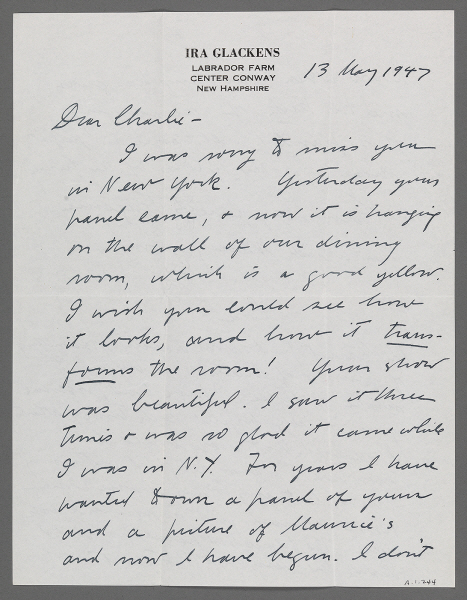 IRA GLACKENS
LABRADOR FARM
CENTER CONWAY
NEW HAMPSHIRE
13 May 1947
Dear Charlie –
I was sorry to miss you
in New York. Yesterday your
panel came, & now it is hanging
on the wall of our dining
room, which is a good yellow.
I wish you could see how
it looks, and how it trans-
forms the room! Your show
was beautiful. I saw it three
times & was so glad it came while
I was in N.Y. For years I have
wanted to own a panel of yours
and a picture of Maurice's
and now I have begun. I don't
A.1.244